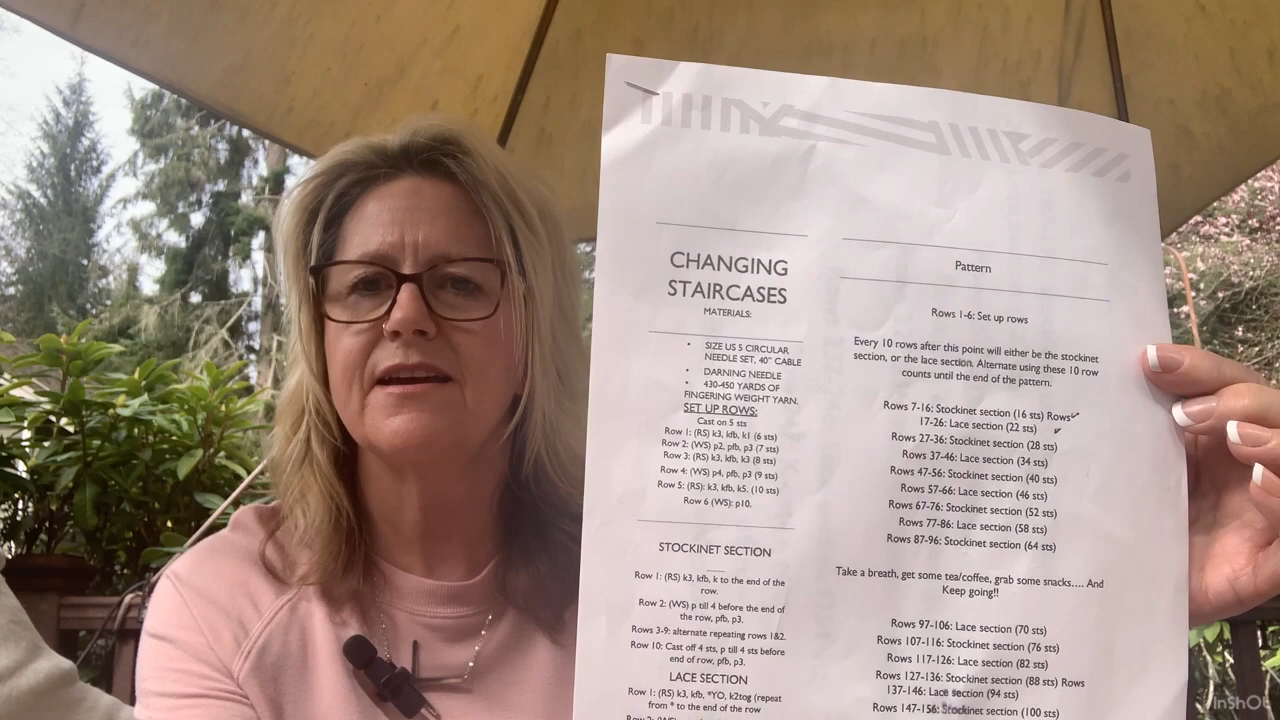 CHANGING
STAIRCASES
MATERIALS:
• SIZE US 5 CIRCULAR
NEEDLE SET, 40" CABLE
• DARNING NEEDLE
• 430-450 YARDS OF
FINGERING WEIGHT YARN.
SET UP ROWS:
Cast on 5 sts
Row 1: (RS) k3, kfb, k1 (6 sts)
Row 2: (WS) p2, pfb, p3 (7 sts)
Row 3: (RS) k3, kfb, k3 (8 sts)
Row 4: (WS) p4, pfb, p3 (9 sts)
Row 5: (RS): k3, kfb, k5. (10 sts)
Row 6 (WS): p10.
STOCKINET SECTION
Row 1: (RS) k3, kfb, k to the end of the
row.
Row 2: (WS) p till 4 before the end of
the row, pfb, p3.
Rows 3-9: alternate repeating rows 1&2.
Row 10: Cast off 4 sts, p till 4 sts before
end of row, pfb, p3.
LACE SECTION
Row 1: (RS) k3, kfb, *YO, k2tog (repeat
from * to the end of the row
Pattern
Rows 1-6: Set up rows
Every 10 rows after this point will either be the stockinet
section, or the lace section. Alternate using these 10 row
counts until the end of the pattern.
Rows 7-16: Stockinet section (16 sts) Rows
17-26: Lace section (22 sts)
Rows 27-36: Stockinet section (28 sts)
Rows 37-46: Lace section (34 sts)
Rows 47-56: Stockinet section (40 sts)
Rows 57-66: Lace section (46 sts)
Rows 67-76: Stockinet section (52 sts)
Rows 77-86: Lace section (58 sts)
Rows 87-96: Stockinet section (64 sts)
Take a breath, get some tea/coffee, grab some snacks.... And
Keep going!!
Rows 97-106: Lace section (70 sts)
Rows 107-116: Stockinet section (76 sts)
Rows 117-126: Lace section (82 sts)
Rows 127-136: Stockinet section (88 sts) Rows
137-146: Lace section (94 sts)
Rows 147-156: Stockinet section (100 sts)
InShOt